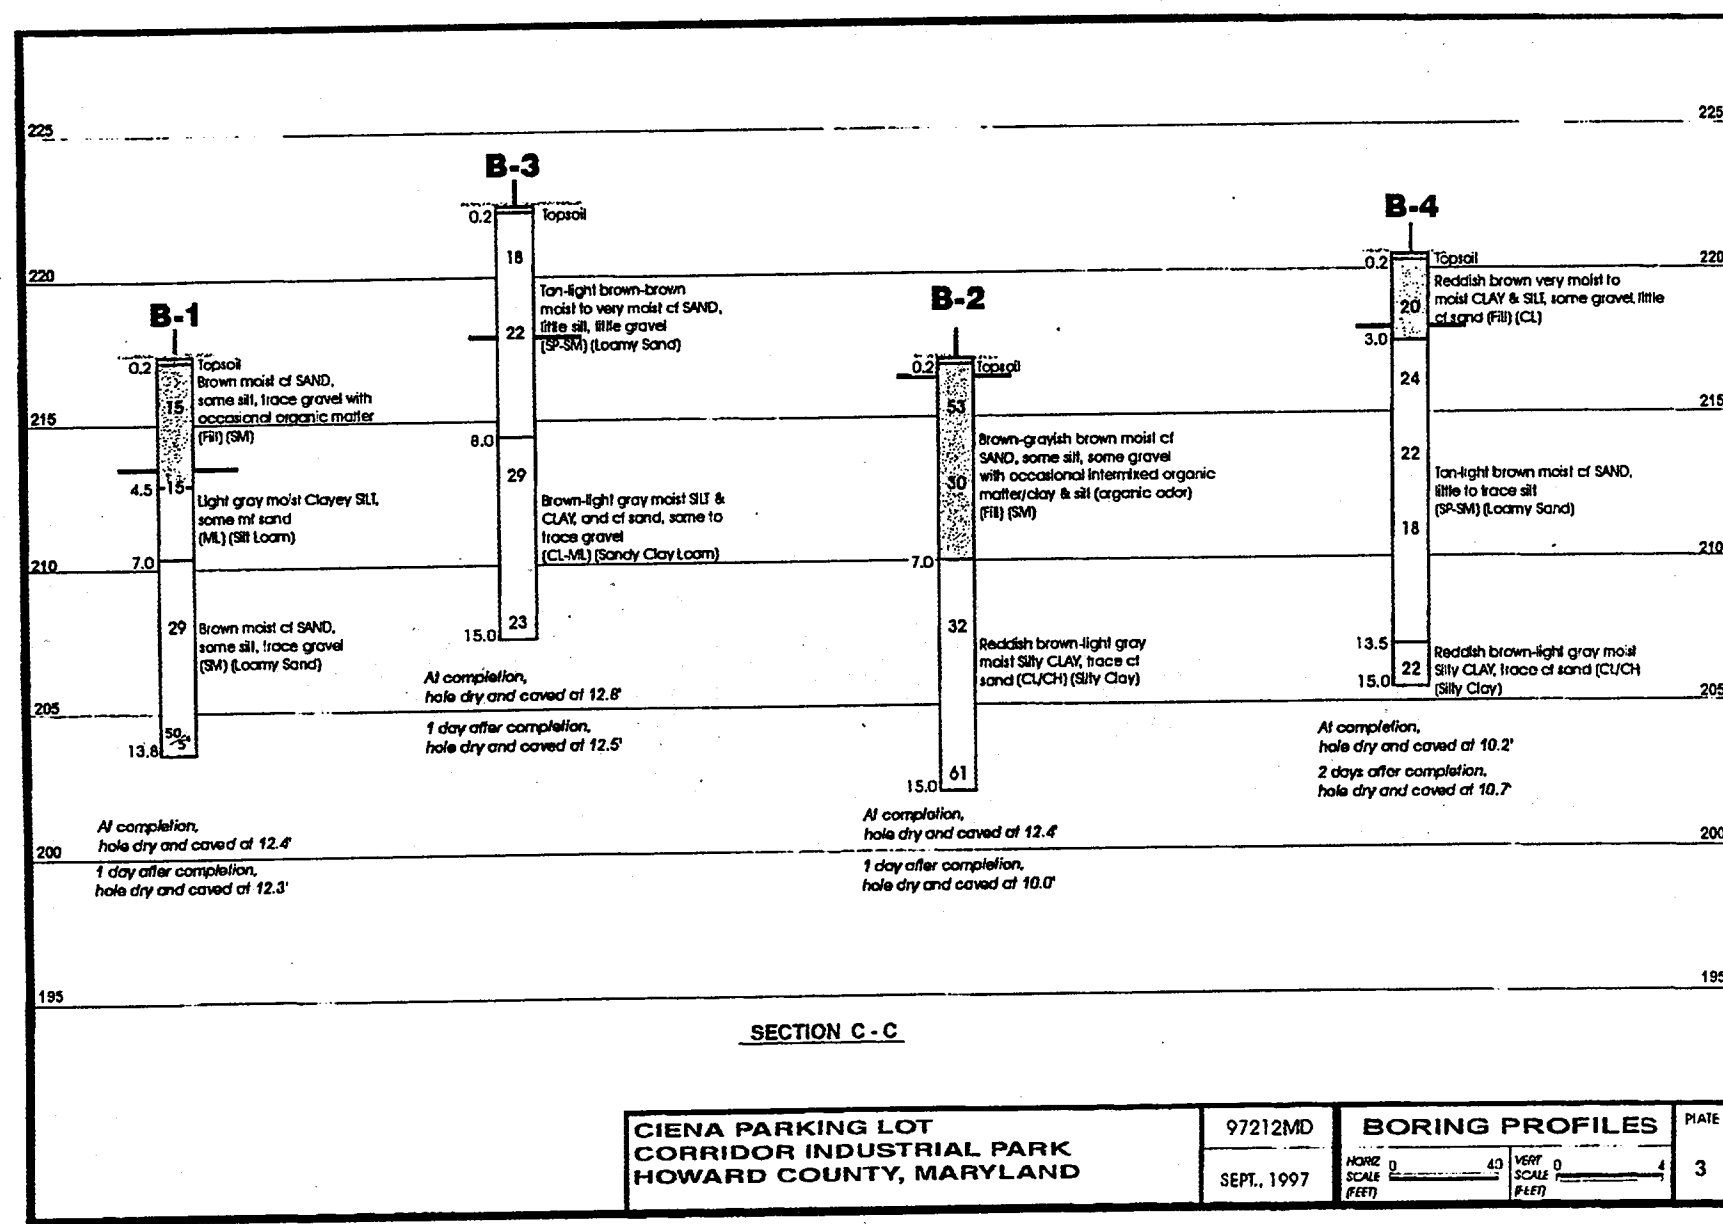 225
225
B-3
0.2
Topsoil
18
B-4
0.2
Topsoil
220
220
Reddish brown very moist to
moist CLAY & SILT, some gravel, little
cf sand (Fill) (CL)
20
3.0
Tan-light brown-brown
moist to very moist cf SAND,
little silt, little gravel
(SP-SM) (Loamy Sand)
22
B-1
0.2
Topsoil
Brown moist cf SAND,
some silt, trace gravel with
occasional organic matter
(Fill) (SM)
15
B-2
0.2
Topsoil
53
24
215
215
8.0
29
Brown-grayish brown moist cf
SAND, some silt, some gravel
with occasional intermixed organic
matter/clay & silt (organic odor)
(Fill) (SM)
30
22
4.5
15
Light gray moist Clayey SILT,
some mf sand
(ML) (Silt Loam)
Brown-light gray moist SILT &
CLAY, and cf sand, some to
trace gravel
(CL-ML) (Sandy Clay Loam)
Tan-light brown moist cf SAND,
little to trace silt
(SP-SM) (Loamy Sand)
18
7.0
7.0
210
210
29
Brown moist cf SAND,
some silt, trace gravel
(SM) (Loamy Sand)
23
15.0
32
Reddish brown-light gray
moist Silty CLAY, trace cf
sand (CL/CH) (Silty Clay)
13.5
22
15.0
Reddish brown-light gray moist
Silty CLAY, trace cf sand (CL/CH
(Silty Clay)
205
205
50/5"
13.8
At completion,
hole dry and caved at 12.8'
1 day after completion,
hole dry and caved at 12.5'
61
15.0
At completion,
hole dry and caved at 10.2'
2 days after completion,
hole dry and caved at 10.7'
At completion,
hole dry and caved at 12.4'
1 day after completion,
hole dry and caved at 12.3'
At completion,
hole dry and caved at 12.4'
1 day after completion,
hole dry and caved at 10.0'
200
200
195
195
SECTION C - C
CIENA PARKING LOT
CORRIDOR INDUSTRIAL PARK
HOWARD COUNTY, MARYLAND
97212MD
SEPT., 1997
BORING PROFILES
HORIZ
SCALE
(FEET)
0 40
VERT
SCALE
(FEET)
0 4
PLATE
3